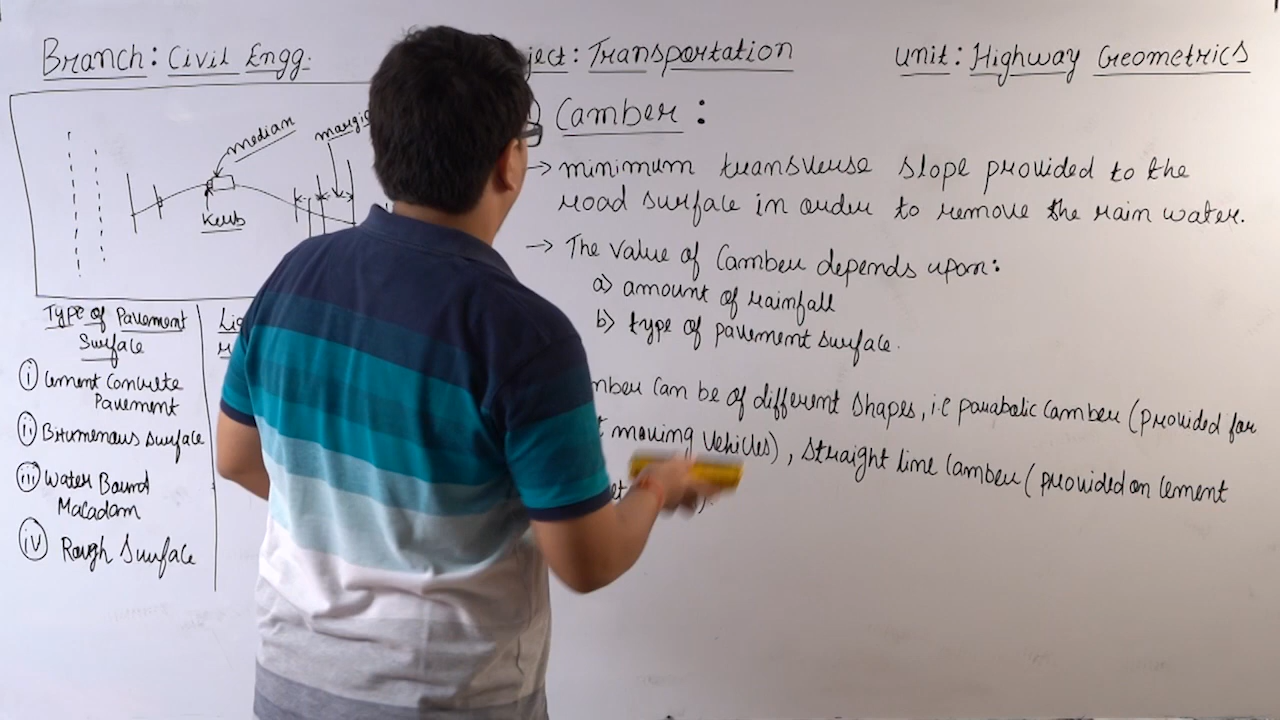 Branch: Civil Engg.
ject: Transportation
Unit: Highway Geometrics
median
margi
Kerb
Camber:
→ minimum transverse slope provided to the
road surface in order to remove the rain water.
→ The value of Camber depends upon:
a) amount of rainfall
b) type of pavement surface.
mber can be of different shapes, i.e parabolic camber (provided for
t moving vehicles), straight line camber (provided on cement
et
Type of Pavement
Surface
i Cement Concrete
Pavement
ii Bitumenous surface
iii Water Bound
Macadam
iv Rough Surface